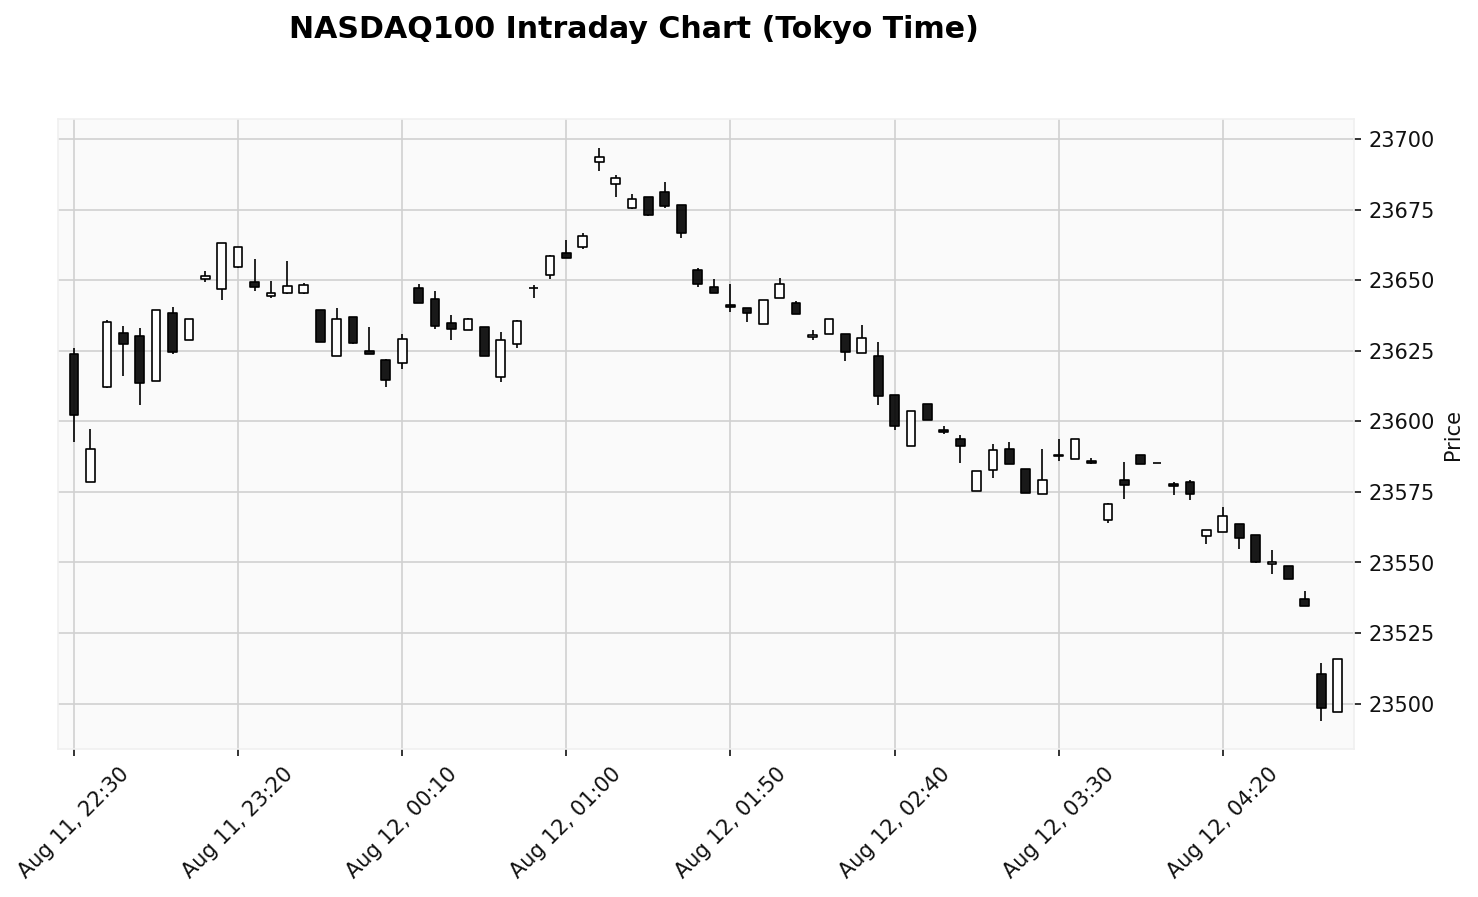 NASDAQ100 Intraday Chart (Tokyo Time)
23700
23675
23650
23625
23600
23575
23550
23525
23500
Price
Aug 11, 22:30
Aug 11, 23:20
Aug 12, 00:10
Aug 12, 01:00
Aug 12, 01:50
Aug 12, 02:40
Aug 12, 03:30
Aug 12, 04:20